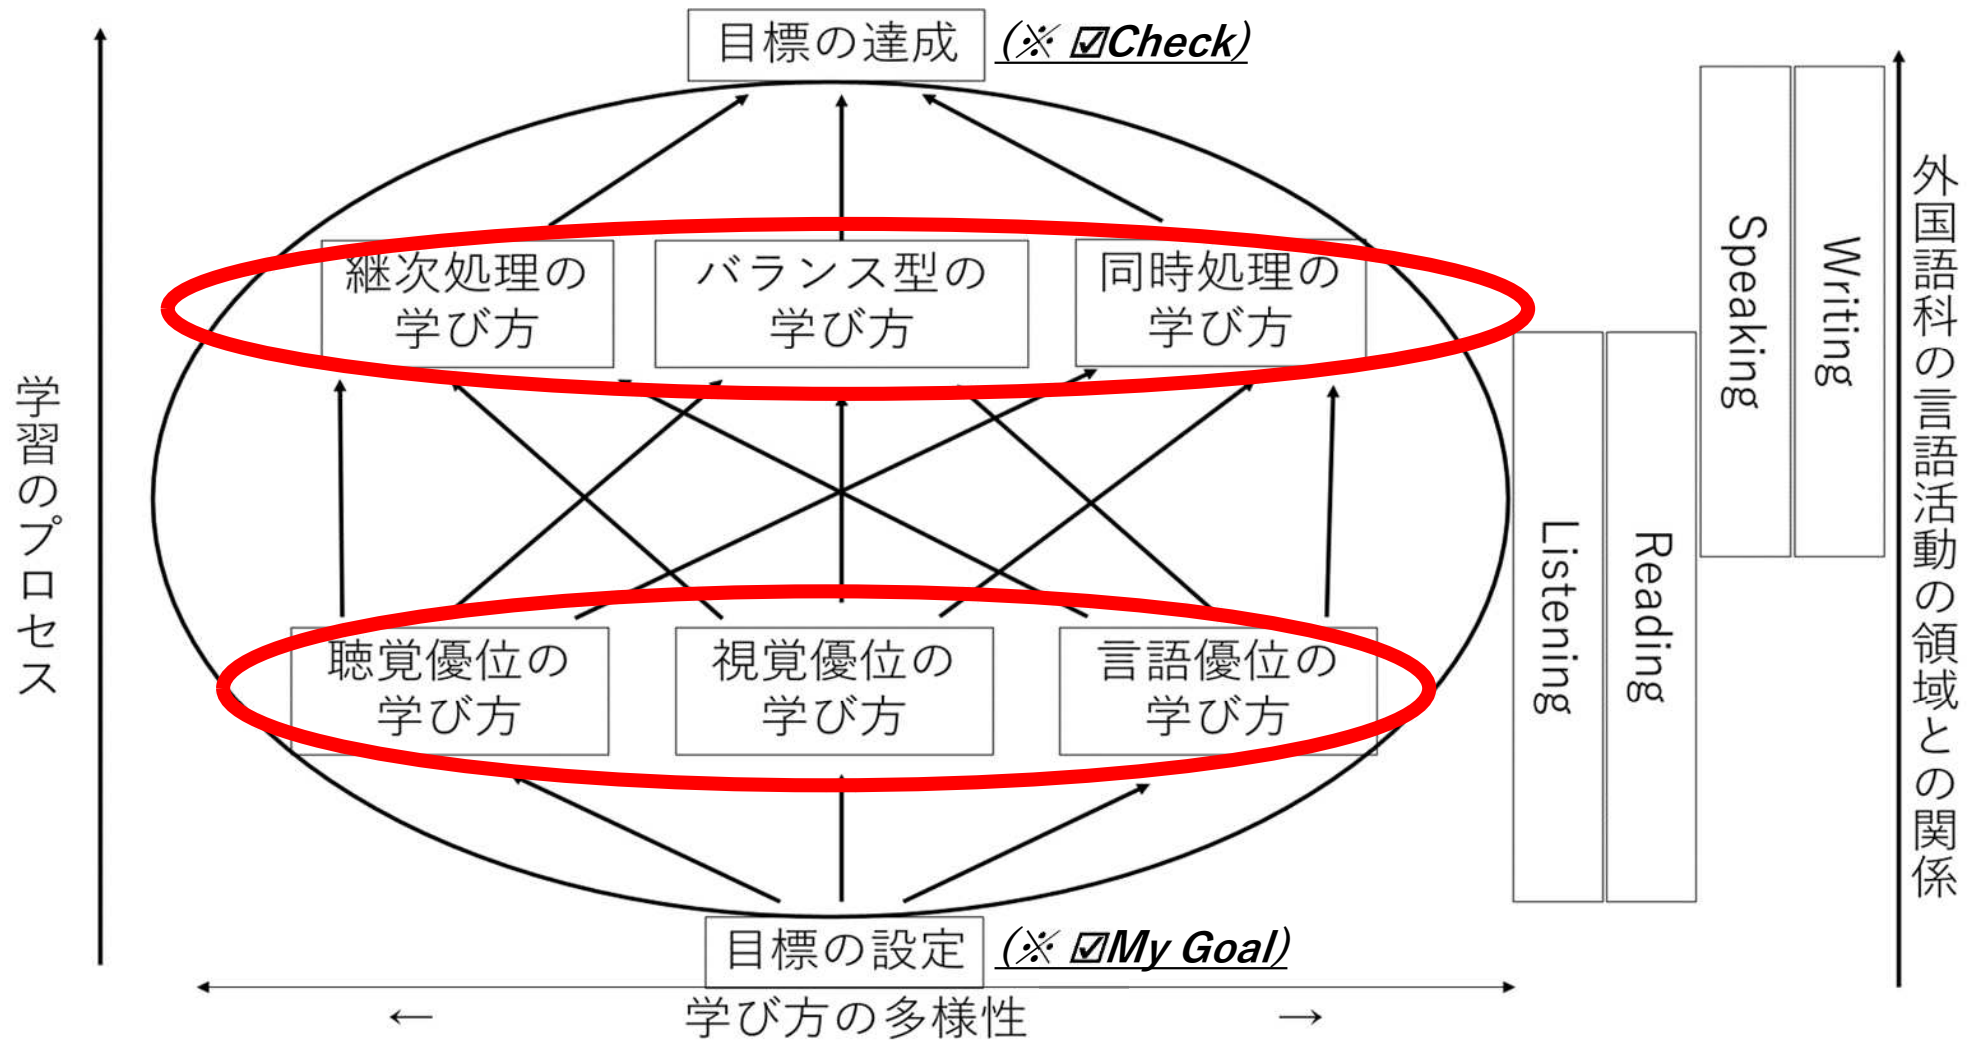 目標の達成 (※ ☑Check)
継次処理の
学び方
バランス型の
学び方
同時処理の
学び方
聴覚優位の
学び方
視覚優位の
学び方
言語優位の
学び方
目標の設定 (※ ☑My Goal)
← 学び方の多様性 →
学習のプロセス
Listening
Reading
Speaking
Writing
外国語科の言語活動の領域との関係